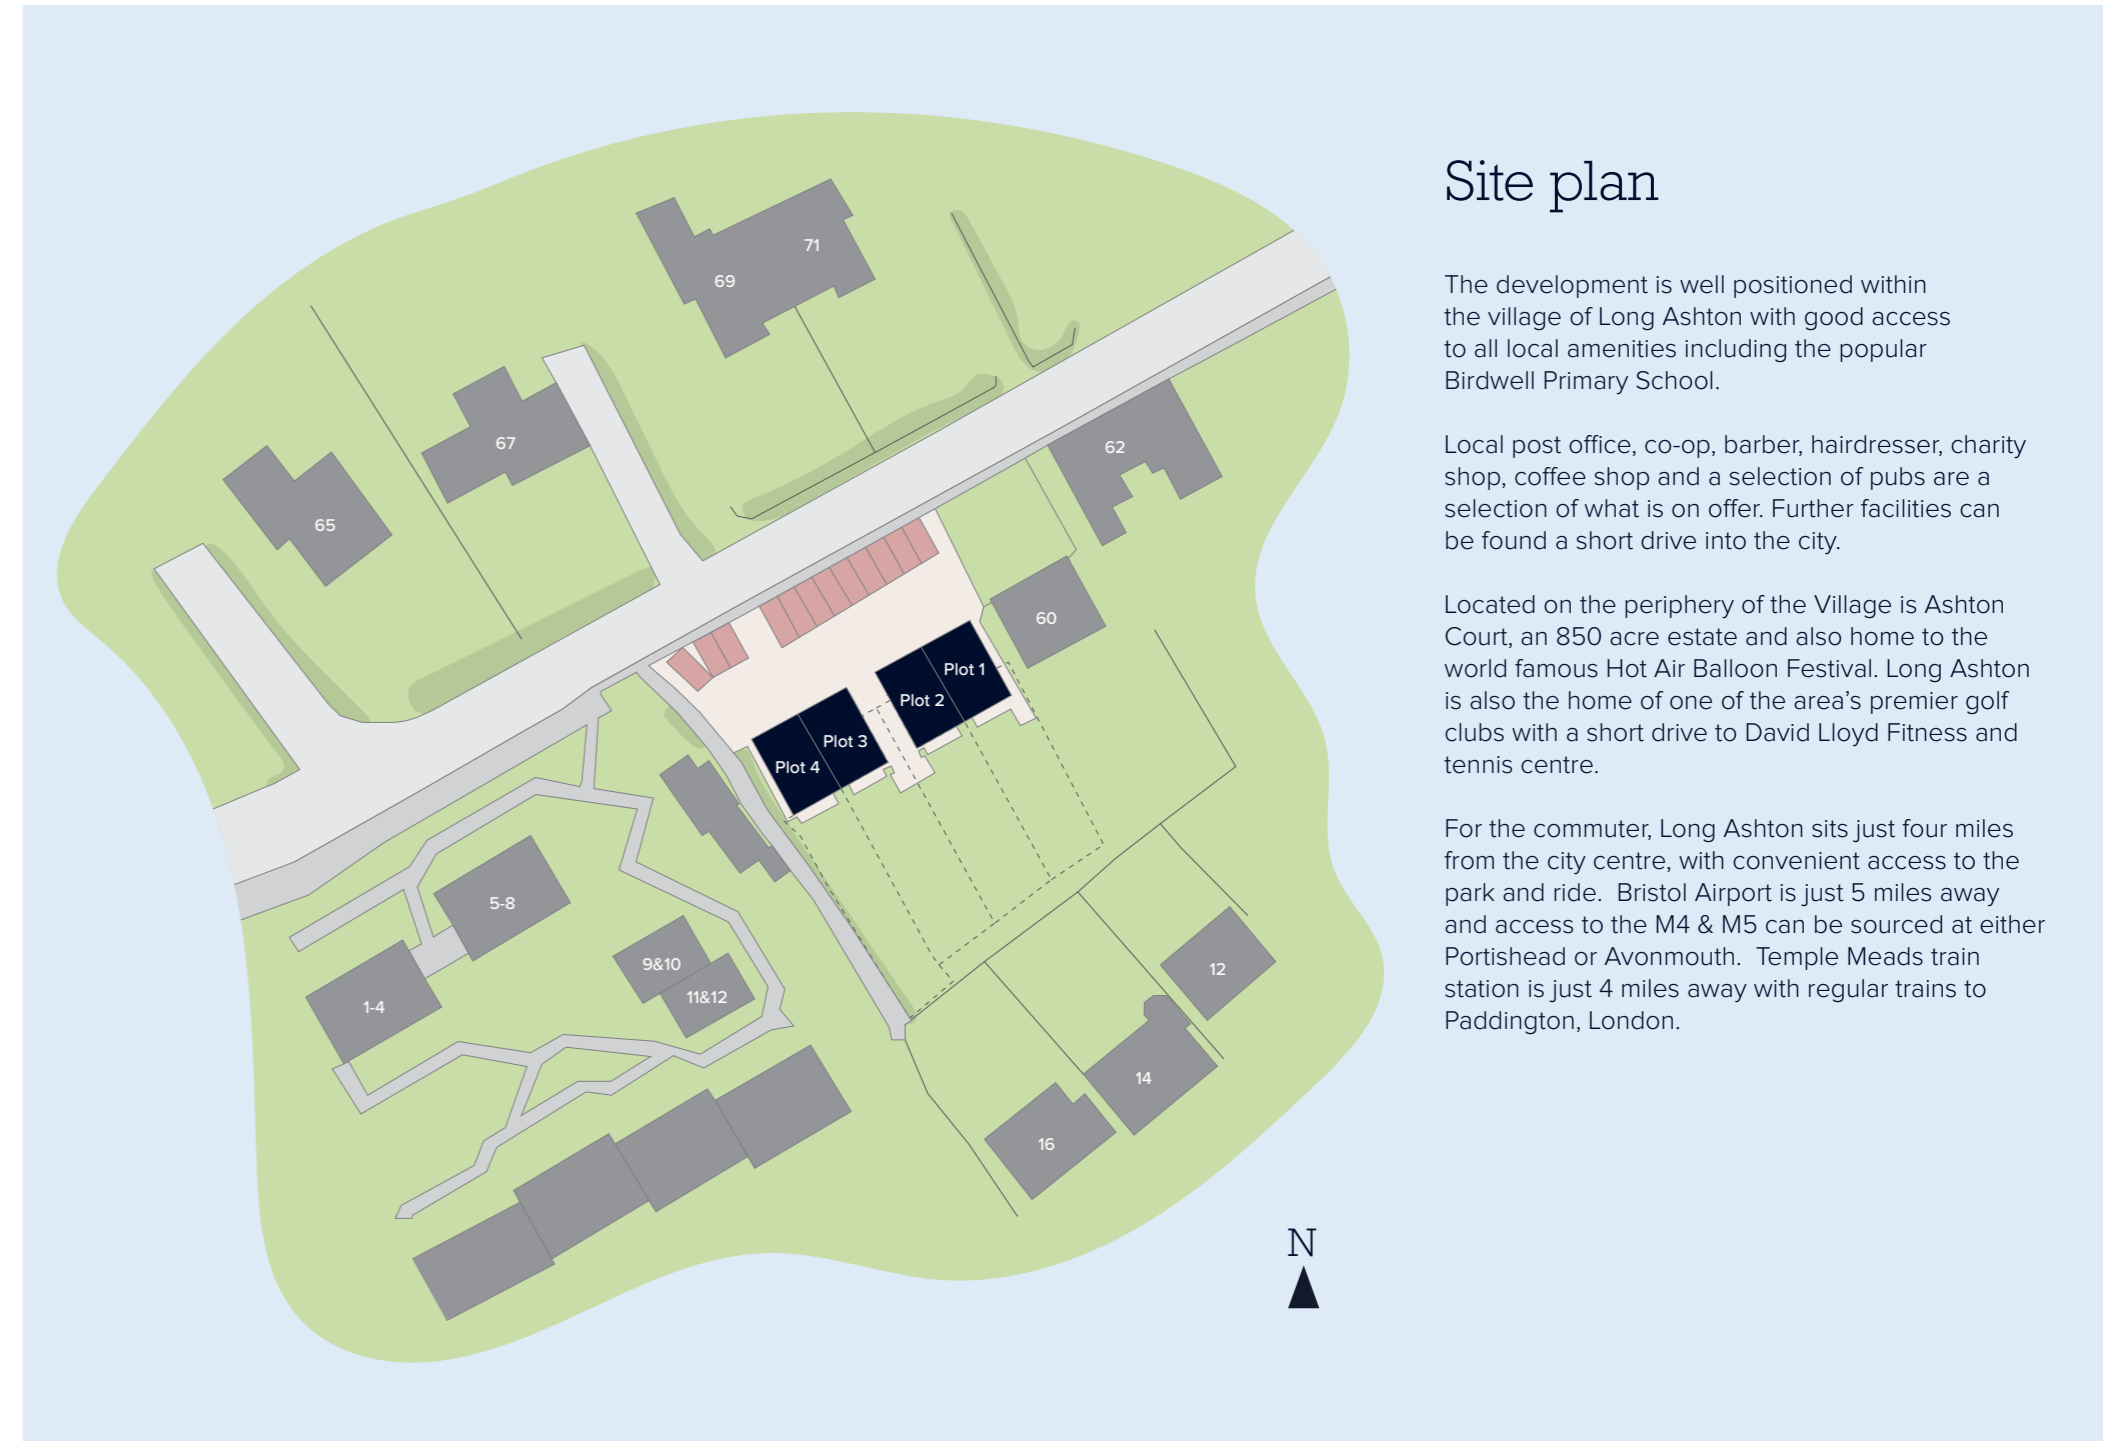 Site plan
The development is well positioned within
the village of Long Ashton with good access
to all local amenities including the popular
Birdwell Primary School.
Local post office, co-op, barber, hairdresser, charity
shop, coffee shop and a selection of pubs are a
selection of what is on offer. Further facilities can
be found a short drive into the city.
Located on the periphery of the Village is Ashton
Court, an 850 acre estate and also home to the
world famous Hot Air Balloon Festival. Long Ashton
is also the home of one of the area’s premier golf
clubs with a short drive to David Lloyd Fitness and
tennis centre.
For the commuter, Long Ashton sits just four miles
from the city centre, with convenient access to the
park and ride.  Bristol Airport is just 5 miles away
and access to the M4 & M5 can be sourced at either
Portishead or Avonmouth.  Temple Meads train
station is just 4 miles away with regular trains to
Paddington, London.
71
69
67
62
65
60
Plot 1
Plot 2
Plot 3
Plot 4
5-8
9&10
12
11&12
1-4
14
16
N